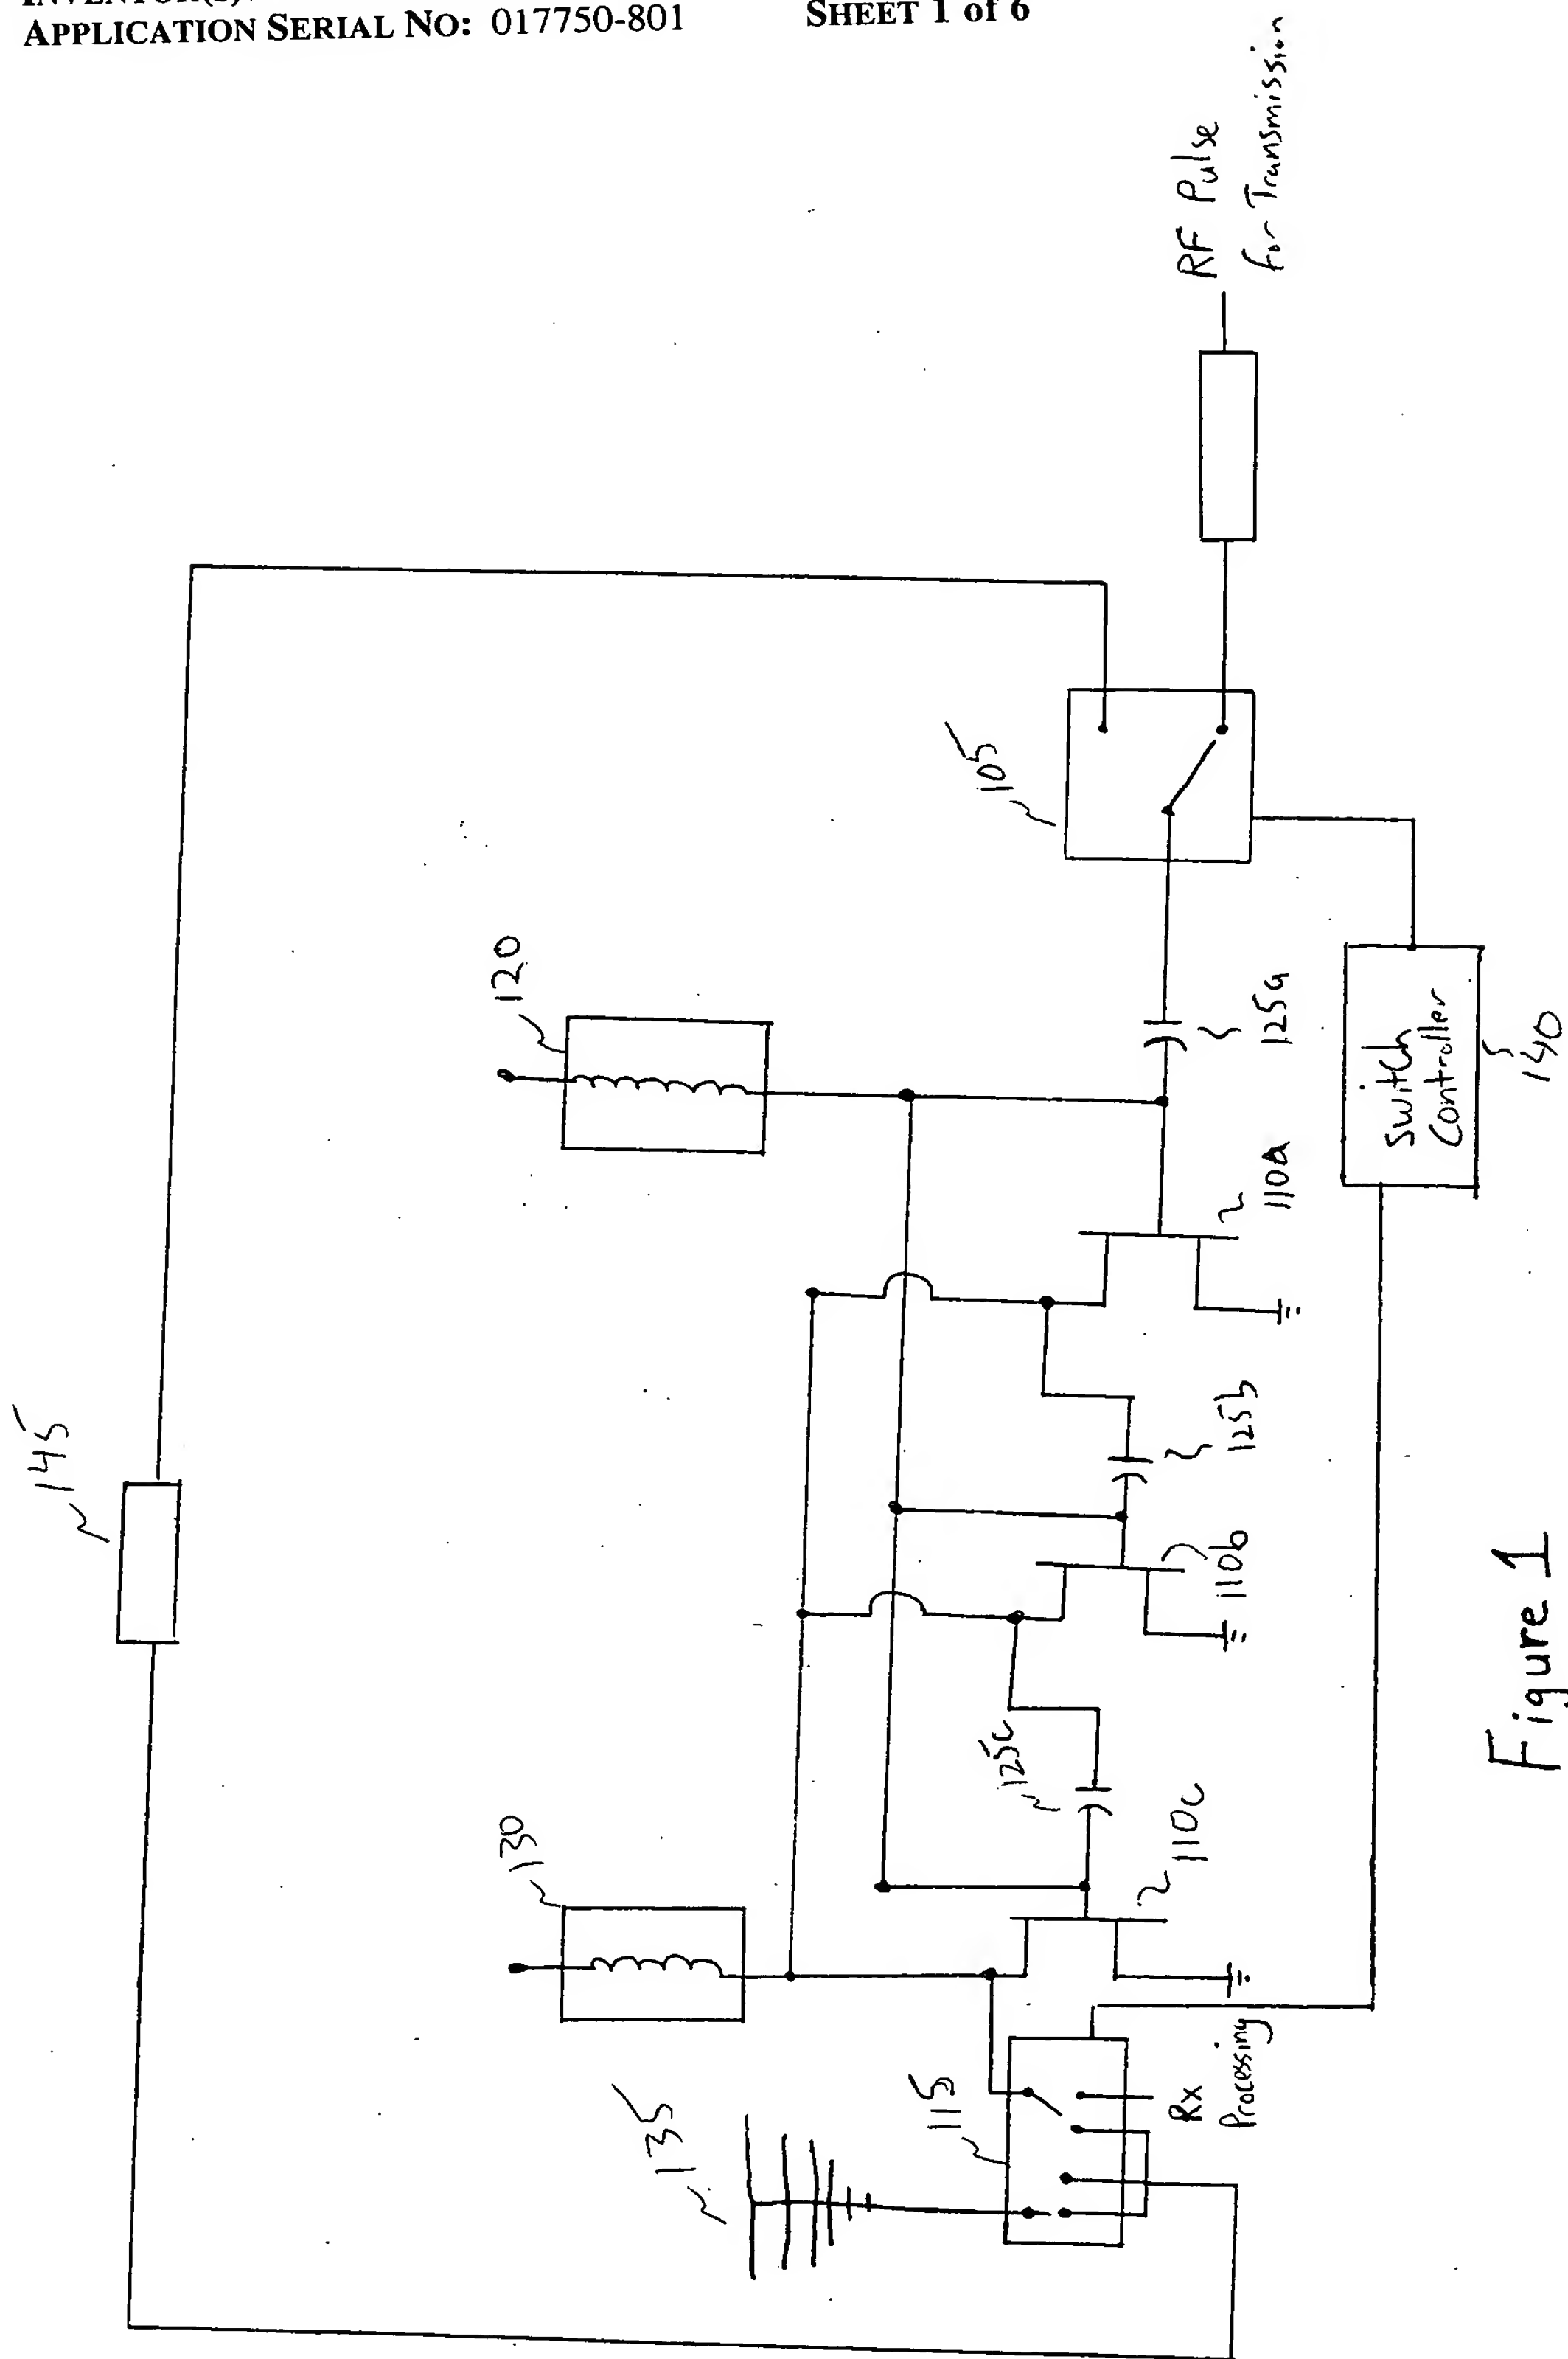 APPLICATION SERIAL NO: 017750-801
SHEET 1 of 6
RF Pulse
for Transmission
105
120
125a
110a
Switch
Controller
140
145
125b
110b
125c
130
110c
115
135
Rx
Processing
Figure 1